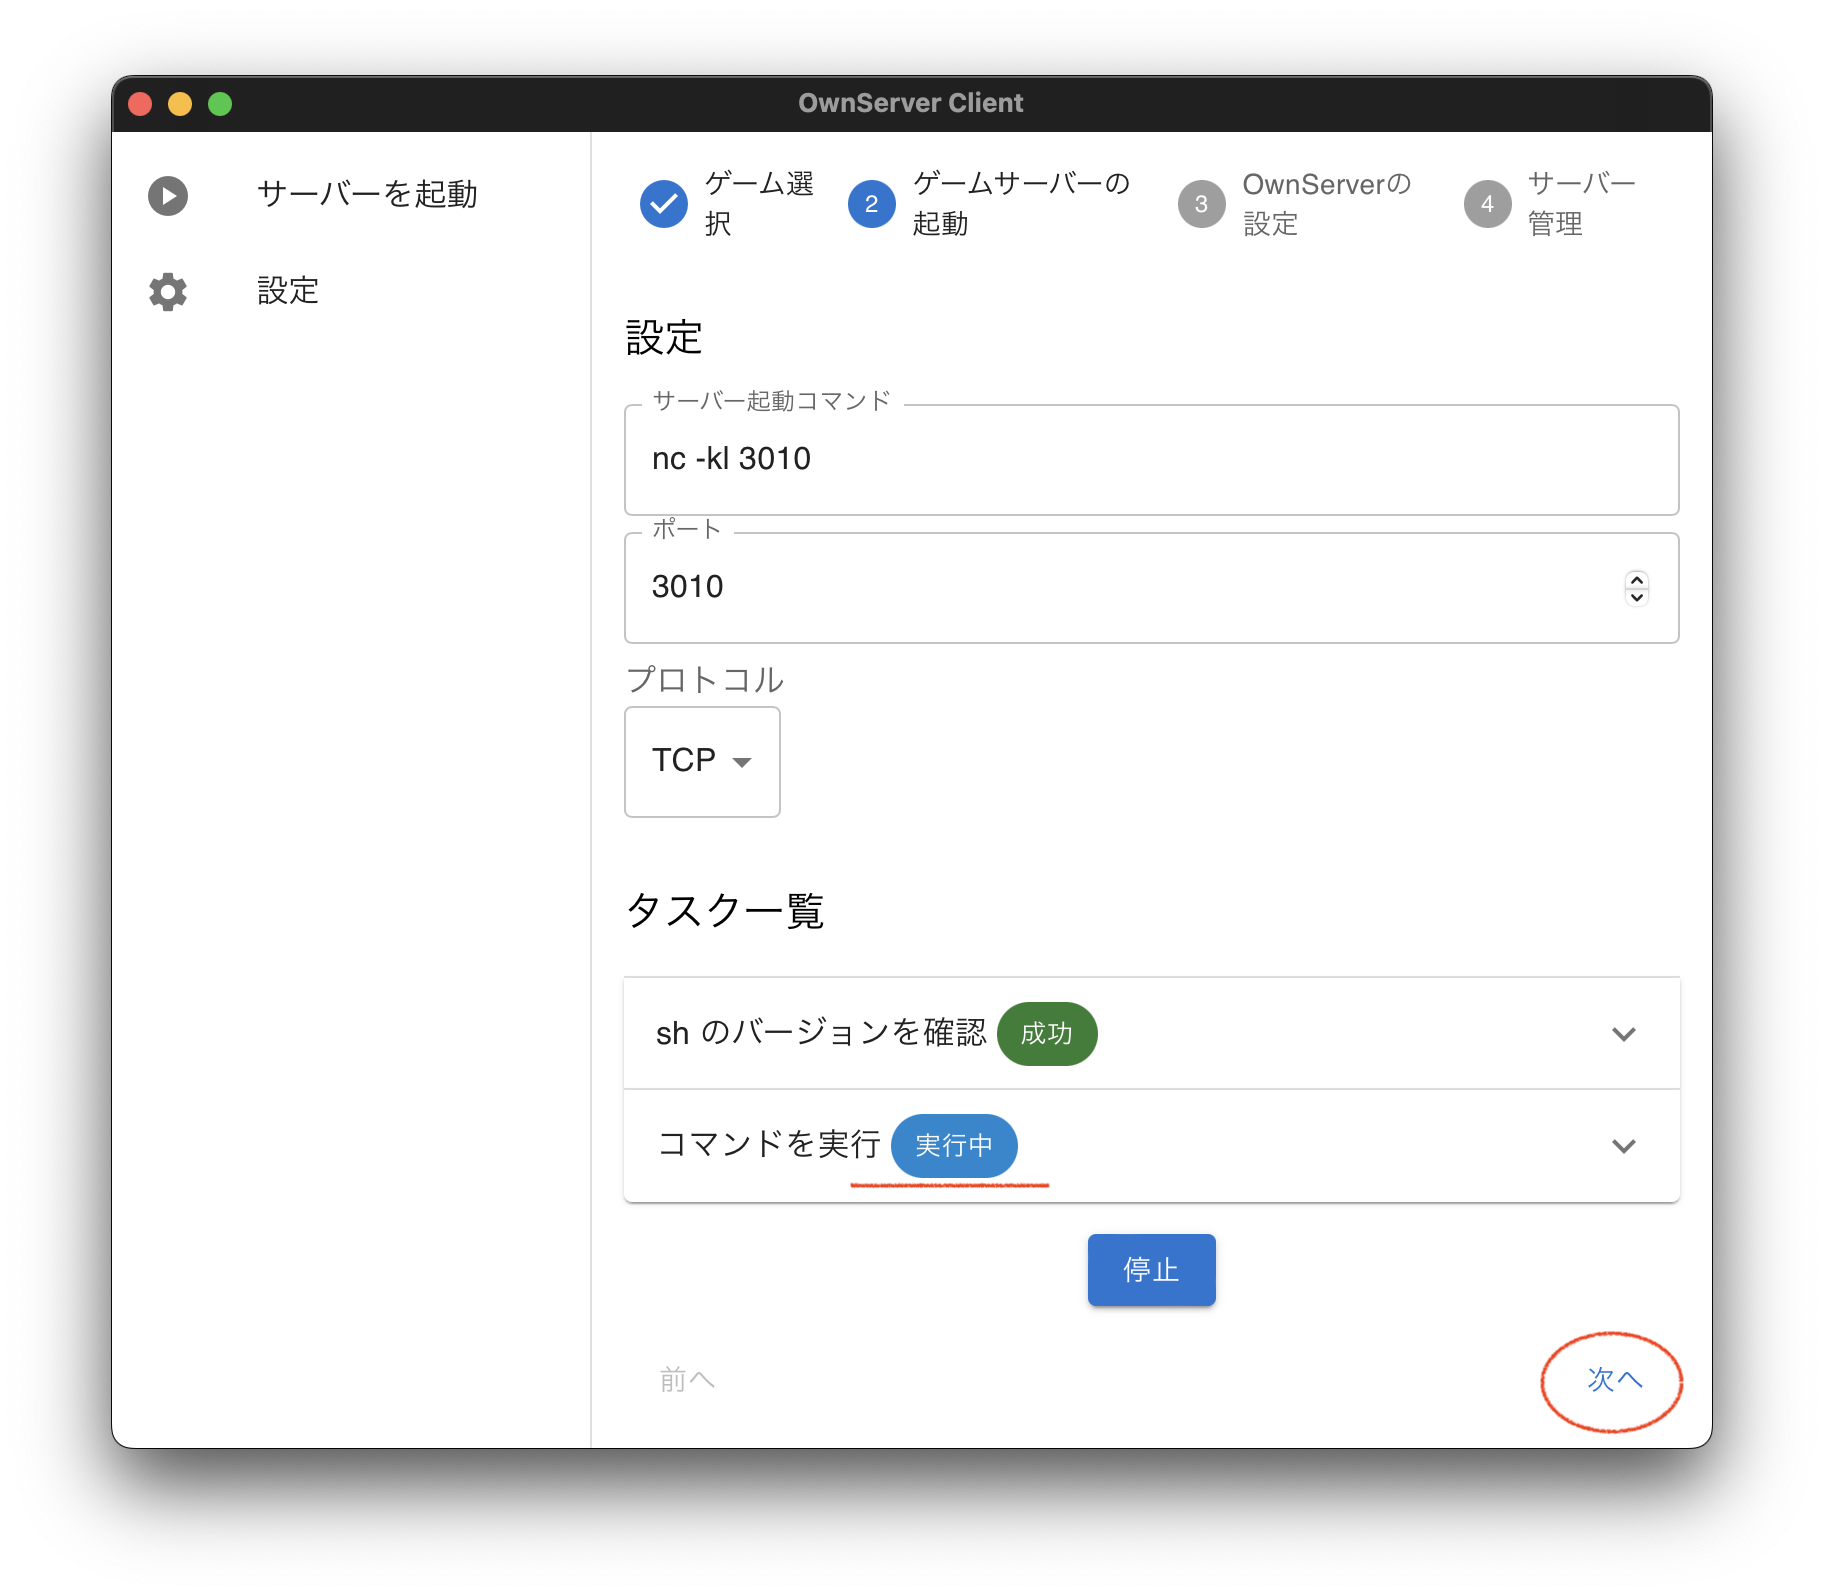 OwnServer Client
サーバーを起動
設定
ゲーム選
択
2
ゲームサーバーの
起動
3
OwnServerの
設定
4
サーバー
管理
設定
サーバー起動コマンド
nc -kl 3010
ポート
3010
プロトコル
TCP
タスク一覧
sh のバージョンを確認 成功
コマンドを実行 実行中
停止
前へ
次へ